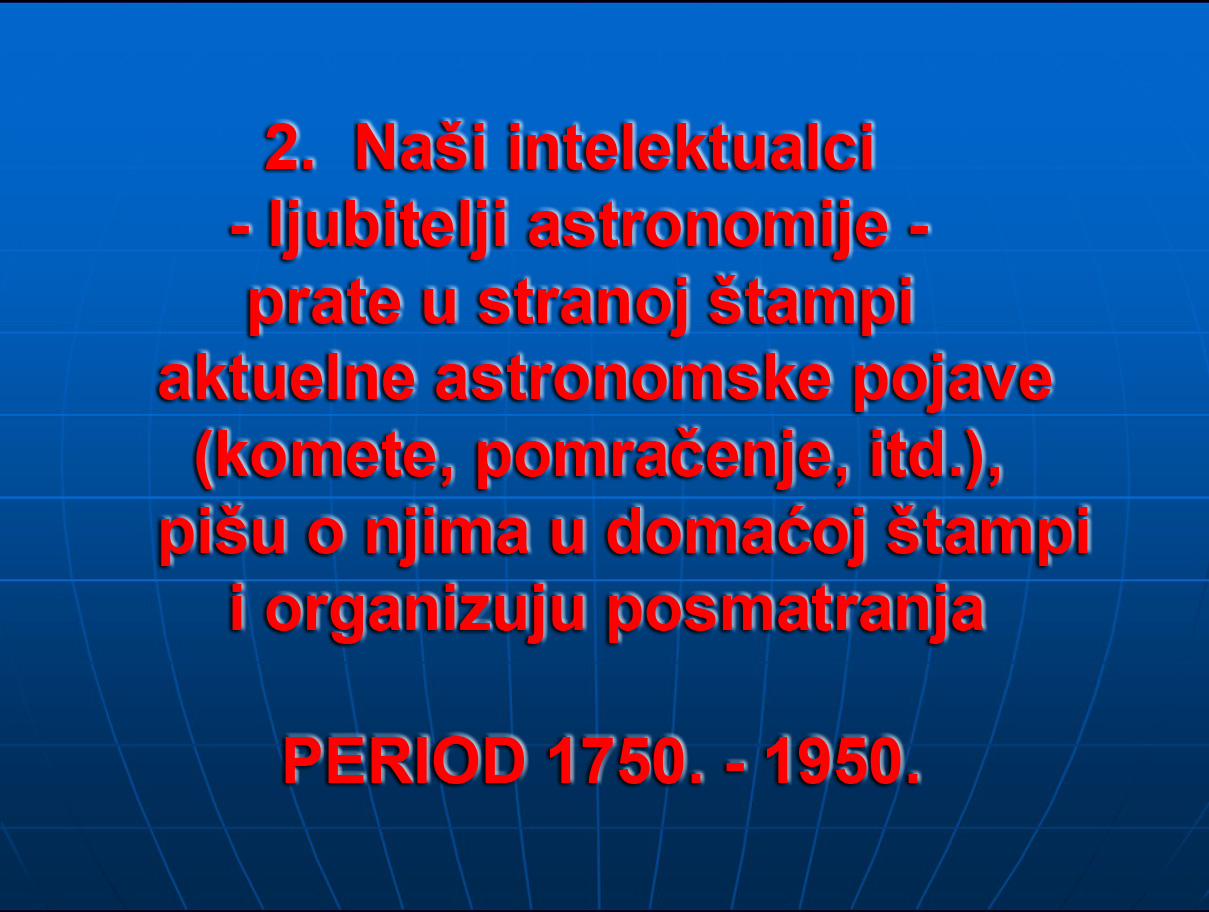 2. Naši intelektualci
- ljubitelji astronomije -
prate u stranoj štampi
aktuelne astronomske pojave
(komete, pomračenje, itd.),
pišu o njima u domaćoj štampi
i organizuju posmatranja
PERIOD 1750. - 1950.